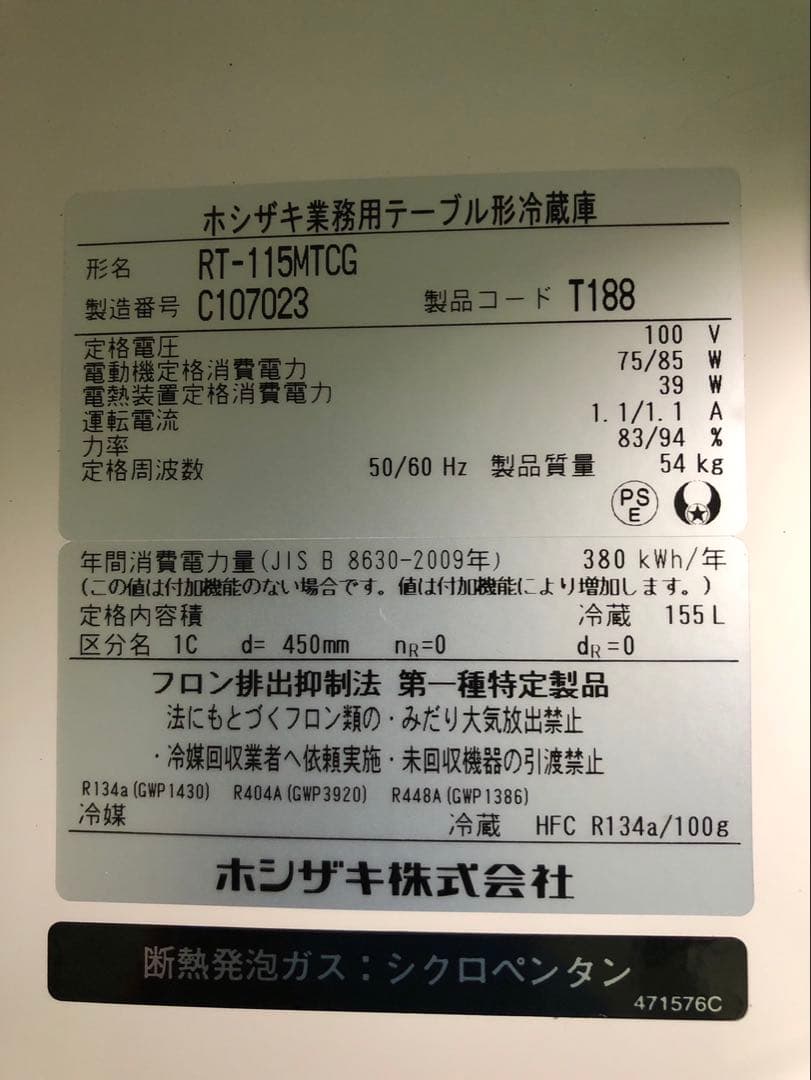 ホシザキ業務用テーブル形冷蔵庫
形名 RT-115MTCG
製造番号 C107023 製品コード T188
定格電圧 100 V
電動機定格消費電力 75/85 W
電熱装置定格消費電力 39 W
運転電流 1.1/1.1 A
力率 83/94 %
定格周波数 50/60 Hz 製品質量 54 kg
PS
E
年間消費電力量(JIS B 8630-2009年) 380 kWh/年
(この値は付加機能のない場合です。値は付加機能により増加します。)
定格内容積 冷蔵 155 L
区分名 1C d= 450mm nR=0 dR=0
フロン排出抑制法 第一種特定製品
法にもとづくフロン類の・みだり大気放出禁止
・冷媒回収業者へ依頼実施・未回収機器の引渡禁止
R134a(GWP1430) R404A(GWP3920) R448A(GWP1386)
冷媒 冷蔵 HFC R134a/100g
ホシザキ株式会社
断熱発泡ガス：シクロペンタン
471576C